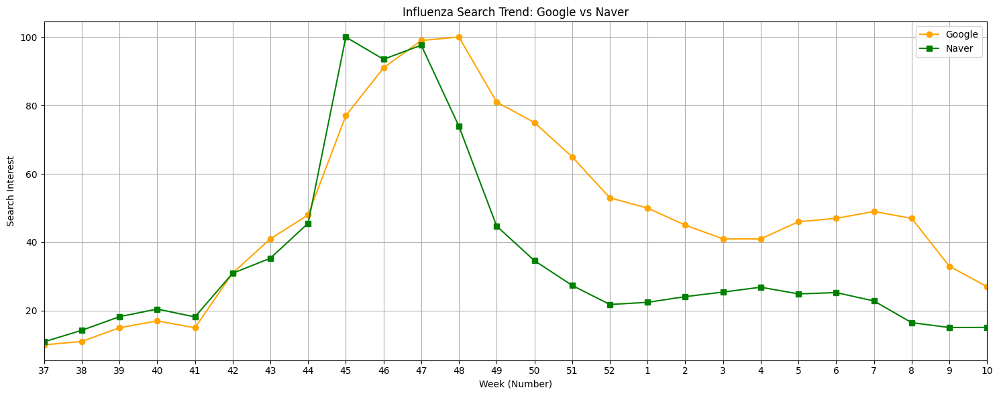 Influenza Search Trend: Google vs Naver
Google
Naver
Search Interest
100
80
60
40
20
37 38 39 40 41 42 43 44 45 46 47 48 49 50 51 52 1 2 3 4 5 6 7 8 9 10
Week (Number)